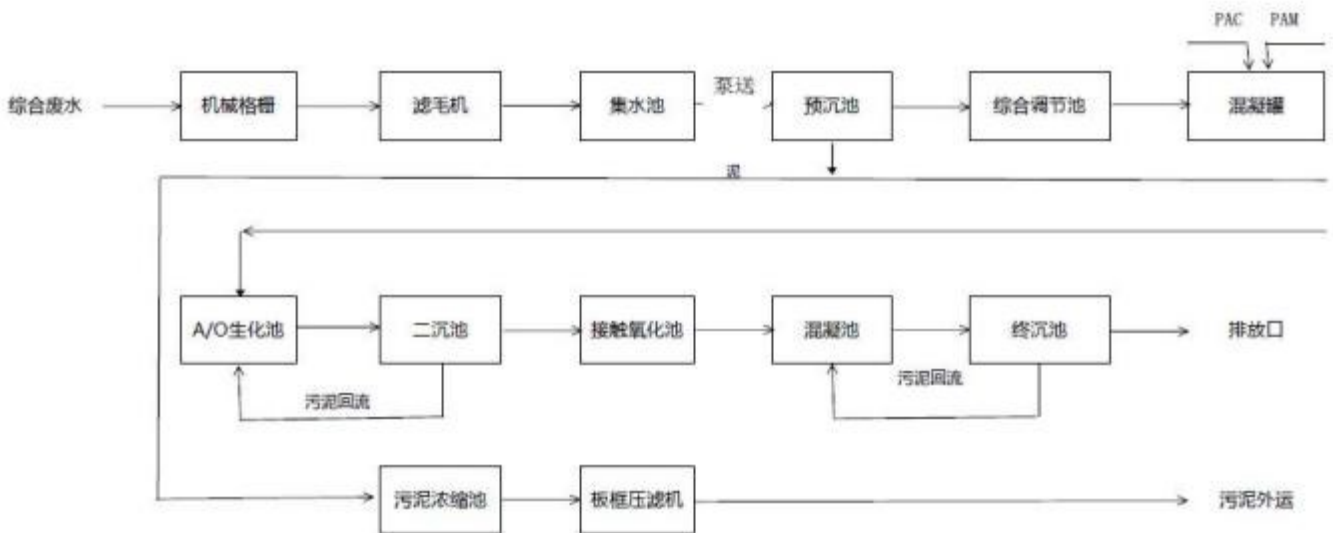 PAC PAM
综合废水 机械格栅 滤毛机 集水池 泵送 预沉池 综合调节池 混凝罐
泥
A/O生化池 二沉池 接触氧化池 混凝池 终沉池 排放口
污泥回流 污泥回流
污泥浓缩池 板框压滤机 污泥外运